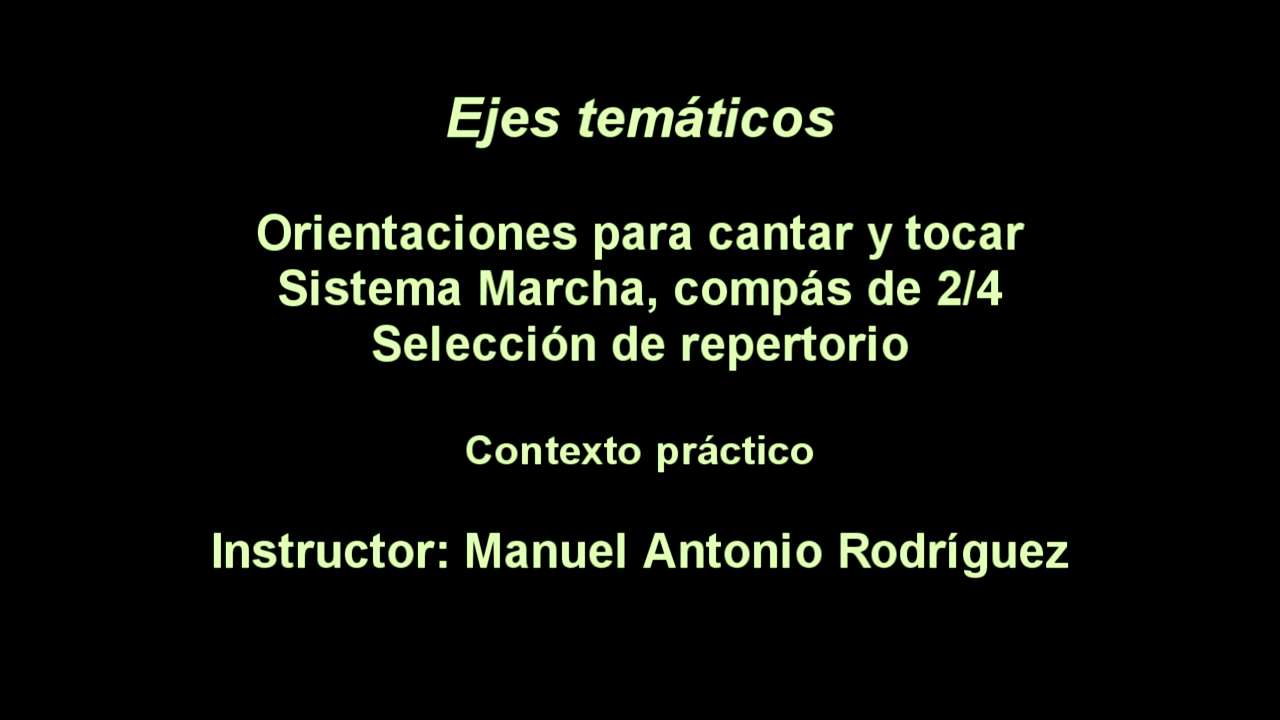 Ejes temáticos
Orientaciones para cantar y tocar
Sistema Marcha, compás de 2/4
Selección de repertorio
Contexto práctico
Instructor: Manuel Antonio Rodríguez